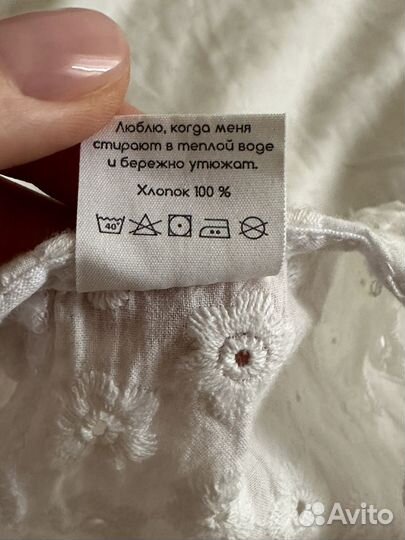 Люблю, когда меня
стирают в теплой воде
и бережно утюжат.
Хлопок 100 %
40°
Avito